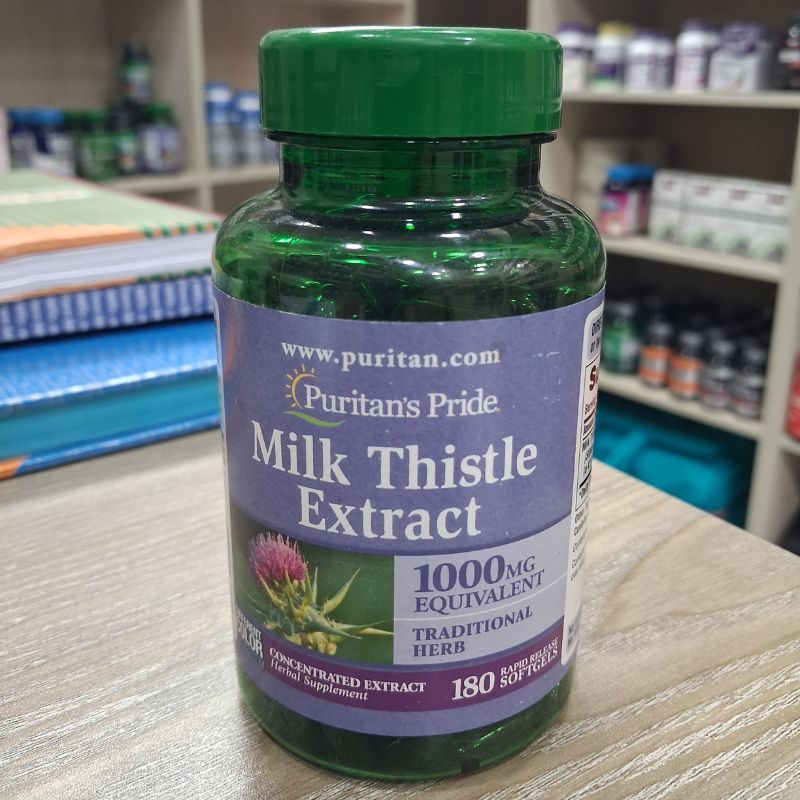 www.puritan.com
Puritan's Pride
Milk Thistle
Extract
1000MG
EQUIVALENT
TRADITIONAL
HERB
CONCENTRATED EXTRACT
Herbal Supplement
180 RAPID RELEASE
SOFTGELS